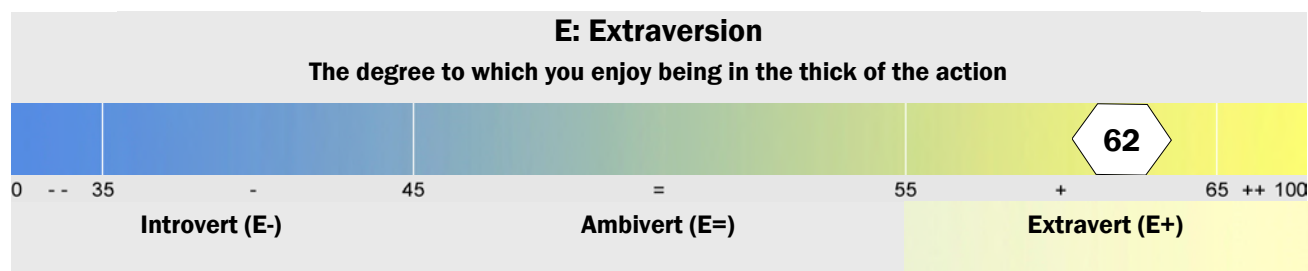 E: Extraversion
The degree to which you enjoy being in the thick of the action
62
0 -- 35 - 45 = 55 + 65 ++ 100
Introvert (E-) Ambivert (E=) Extravert (E+)